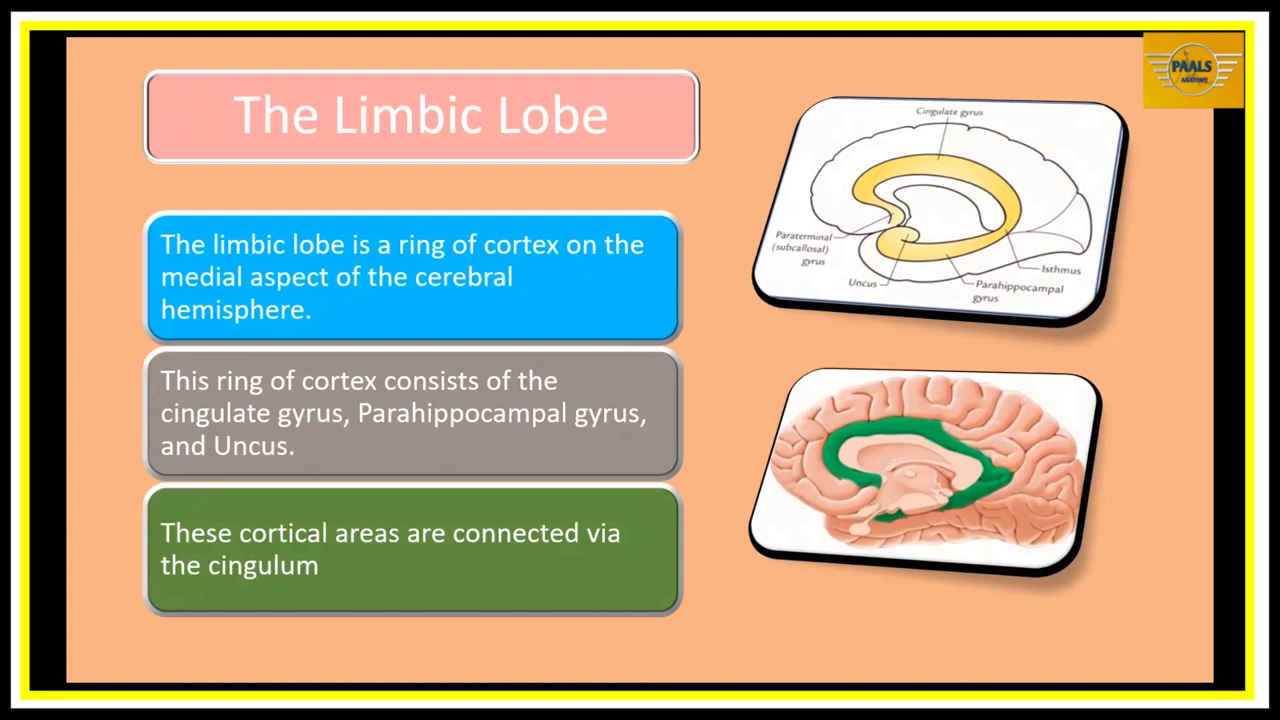 The Limbic Lobe
The limbic lobe is a ring of cortex on the
medial aspect of the cerebral
hemisphere.
This ring of cortex consists of the
cingulate gyrus, Parahippocampal gyrus,
and Uncus.
These cortical areas are connected via
the cingulum
PAALS
ANATOMY
Cingulate gyrus
Paraterminal
(subcallosal)
gyrus
Uncus
Isthmus
Parahippocampal
gyrus